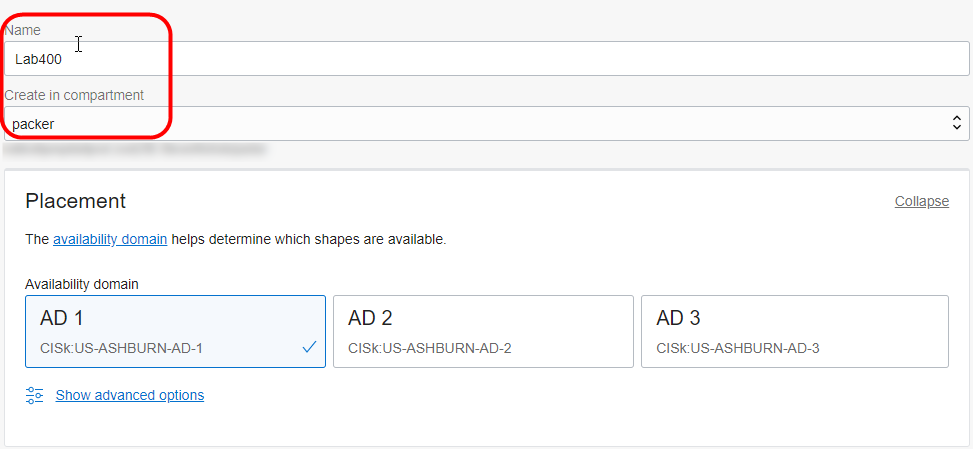 Name
Lab400
Create in compartment
packer
Placement
Collapse
The availability domain helps determine which shapes are available.
Availability domain
AD 1
CISk:US-ASHBURN-AD-1
AD 2
CISk:US-ASHBURN-AD-2
AD 3
CISk:US-ASHBURN-AD-3
Show advanced options